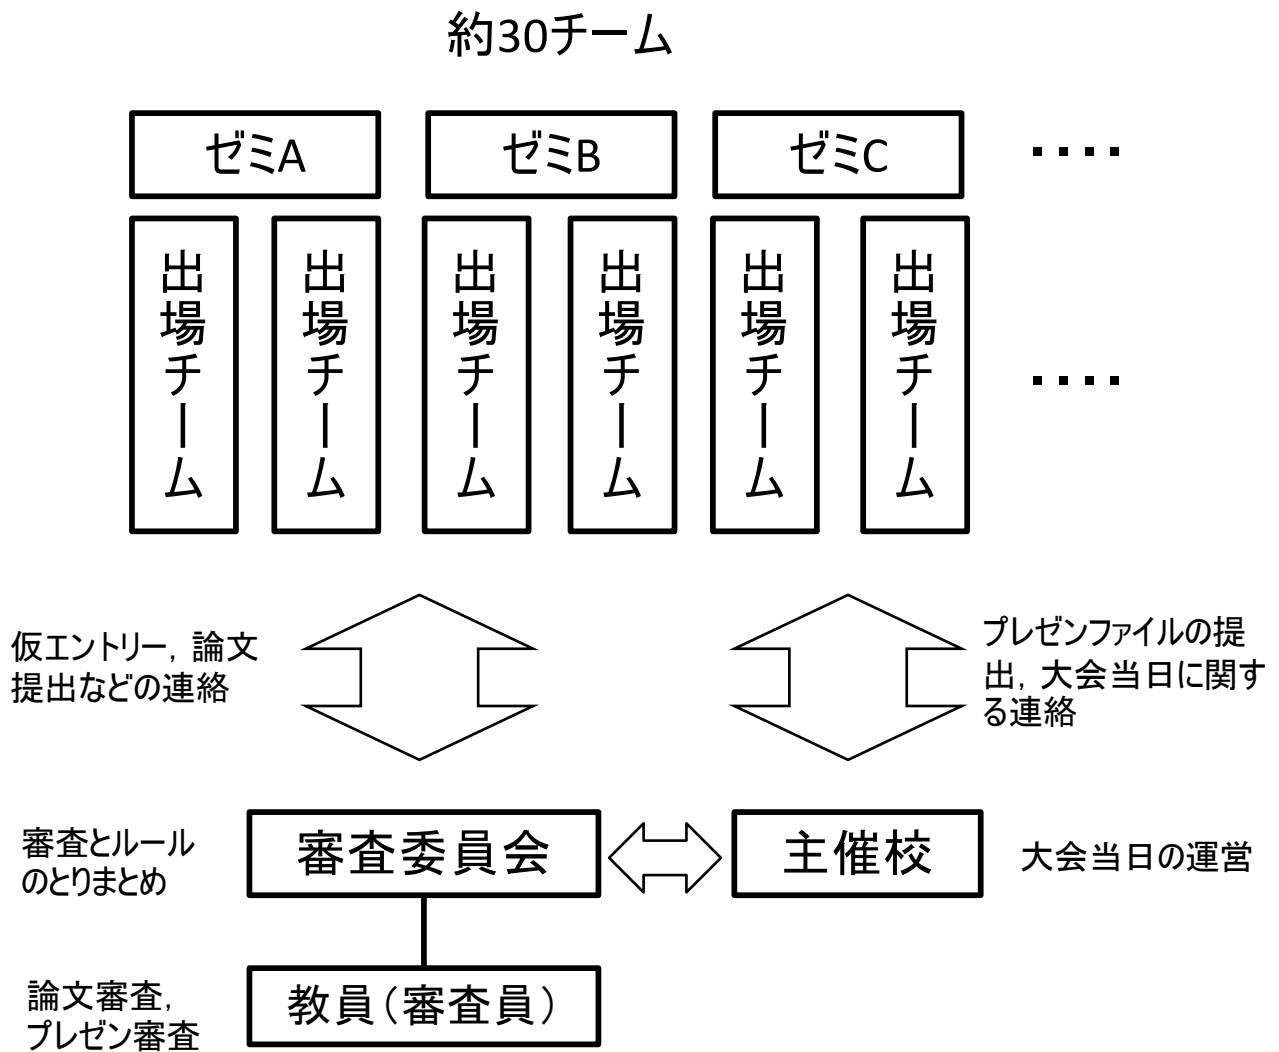 約30チーム
ゼミA
ゼミB
ゼミC
‥‥
出場チーム
出場チーム
出場チーム
出場チーム
出場チーム
出場チーム
‥‥
仮エントリー，論文
提出などの連絡
プレゼンファイルの提
出，大会当日に関す
る連絡
審査とルール
のとりまとめ
審査委員会
主催校
大会当日の運営
論文審査，
プレゼン審査
教員（審査員）